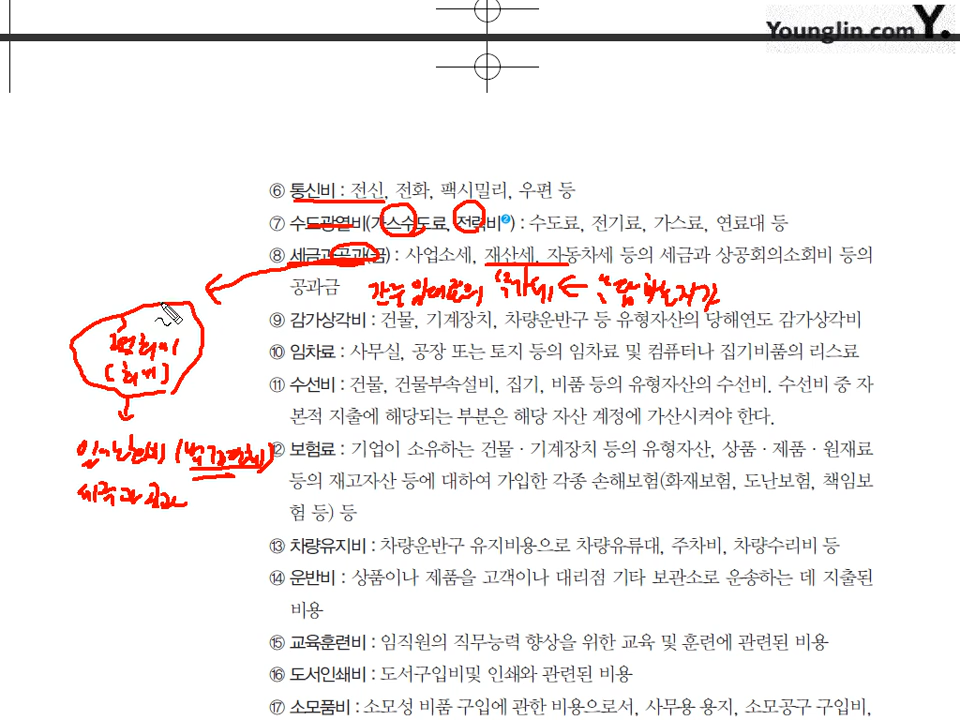 Younglin.com Y.
⑥ 통신비 : 전신, 전화, 팩시밀리, 우편 등
⑦ 수도광열비(가스수도료, 전력비❷) : 수도료, 전기료, 가스료, 연료대 등
⑧ 세금과공과(금) : 사업소세, 재산세, 자동차세 등의 세금과 상공회의소회비 등의
공과금
⑨ 감가상각비 : 건물, 기계장치, 차량운반구 등 유형자산의 당해연도 감가상각비
⑩ 임차료 : 사무실, 공장 또는 토지 등의 임차료 및 컴퓨터나 집기비품의 리스료
⑪ 수선비 : 건물, 건물부속설비, 집기, 비품 등의 유형자산의 수선비. 수선비 중 자
본적 지출에 해당되는 부분은 해당 자산 계정에 가산시켜야 한다.
⑫ 보험료 : 기업이 소유하는 건물 · 기계장치 등의 유형자산, 상품 · 제품 · 원재료
등의 재고자산 등에 대하여 가입한 각종 손해보험(화재보험, 도난보험, 책임보
험 등) 등
⑬ 차량유지비 : 차량운반구 유지비용으로 차량유류대, 주차비, 차량수리비 등
⑭ 운반비 : 상품이나 제품을 고객이나 대리점 기타 보관소로 운송하는 데 지출된
비용
⑮ 교육훈련비 : 임직원의 직무능력 향상을 위한 교육 및 훈련에 관련된 비용
⑯ 도서인쇄비 : 도서구입비및 인쇄와 관련된 비용
⑰ 소모품비 : 소모성 비품 구입에 관한 비용으로서, 사무용 용지, 소모공구 구입비,
간주임대료의
세금과 공과